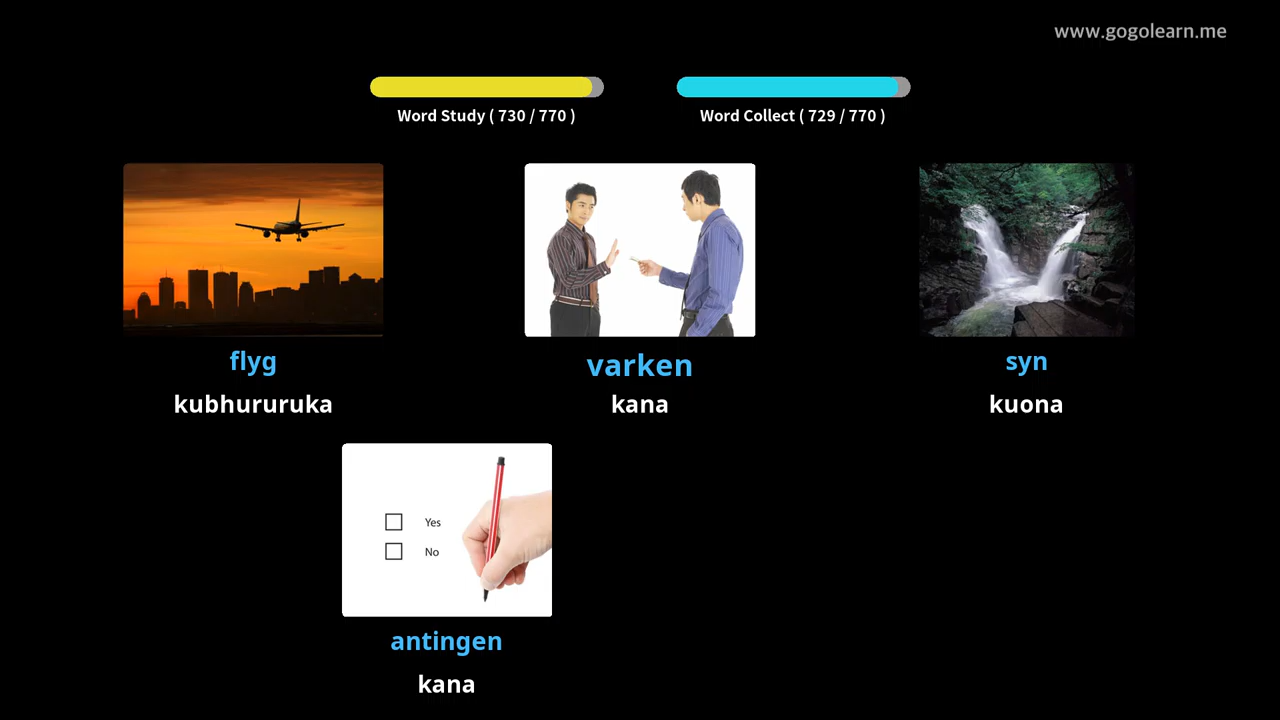 www.gogolearn.me
Word Study ( 730 / 770 )
Word Collect ( 729 / 770 )
flyg
kubhururuka
varken
kana
syn
kuona
Yes
No
antingen
kana